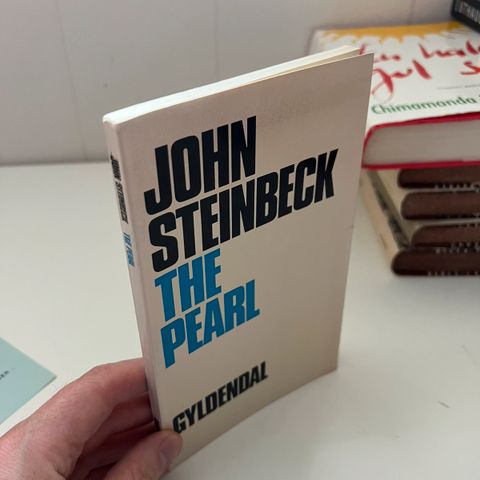 JOHN
STEINBECK
THE
PEARL
GYLDENDAL
JOHN STEINBECK THE PEARL
Chimamanda